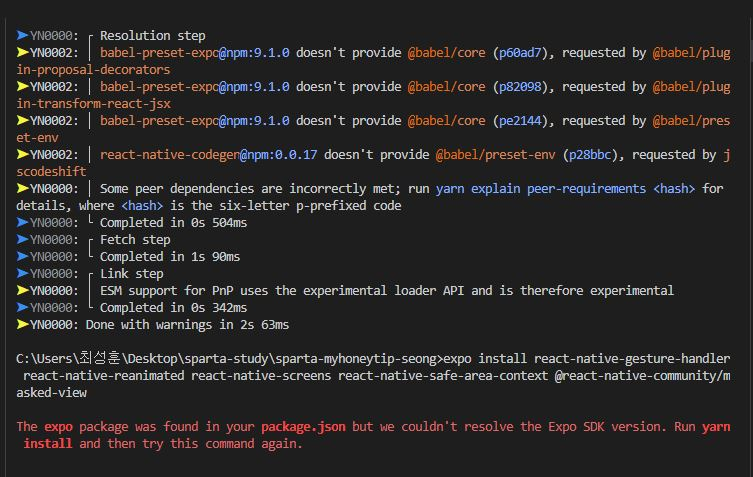 ➤YN0000: ┌ Resolution step
➤YN0002: │ babel-preset-expo@npm:9.1.0 doesn't provide @babel/core (p60ad7), requested by @babel/plug
in-proposal-decorators
➤YN0002: │ babel-preset-expo@npm:9.1.0 doesn't provide @babel/core (p82098), requested by @babel/plug
in-transform-react-jsx
➤YN0002: │ babel-preset-expo@npm:9.1.0 doesn't provide @babel/core (pe2144), requested by @babel/pres
et-env
➤YN0002: │ react-native-codegen@npm:0.0.17 doesn't provide @babel/preset-env (p28bbc), requested by j
scodeshift
➤YN0000: │ Some peer dependencies are incorrectly met; run yarn explain peer-requirements <hash> for
details, where <hash> is the six-letter p-prefixed code
➤YN0000: └ Completed in 0s 504ms
➤YN0000: ┌ Fetch step
➤YN0000: └ Completed in 1s 90ms
➤YN0000: ┌ Link step
➤YN0000: │ ESM support for PnP uses the experimental loader API and is therefore experimental
➤YN0000: └ Completed in 0s 342ms
➤YN0000: Done with warnings in 2s 63ms
C:\Users\최성훈\Desktop\sparta-study\sparta-myhoneytip-seong>expo install react-native-gesture-handler
react-native-reanimated react-native-screens react-native-safe-area-context @react-native-community/m
asked-view
The expo package was found in your package.json but we couldn't resolve the Expo SDK version. Run yarn
install and then try this command again.